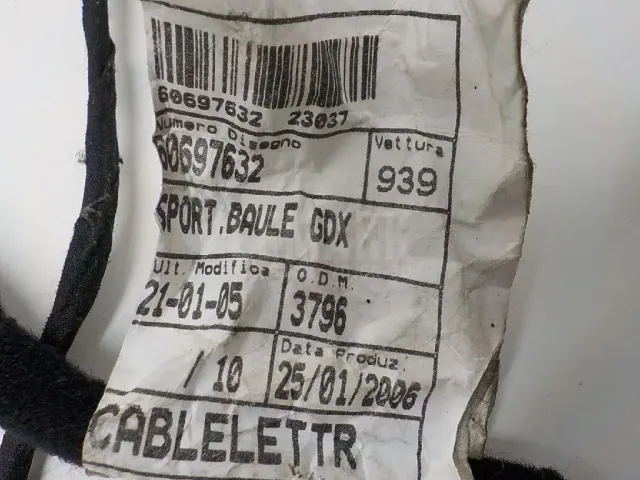 60697632 23037
Numero Disegno
60697632
Vettura
939
SPORT.BAULE GDX
Ult. Modifica
21-01-05
O.D.M.
3796
/ 10
Data Produz.
25/01/2006
CABLELETTR